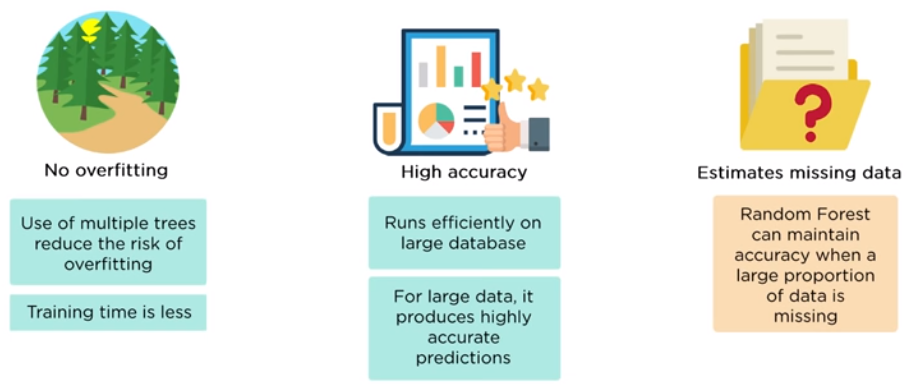 No overfitting
Use of multiple trees
reduce the risk of
overfitting
Training time is less
High accuracy
Runs efficiently on
large database
For large data, it
produces highly
accurate
predictions
Estimates missing data
Random Forest
can maintain
accuracy when a
large proportion
of data is
missing